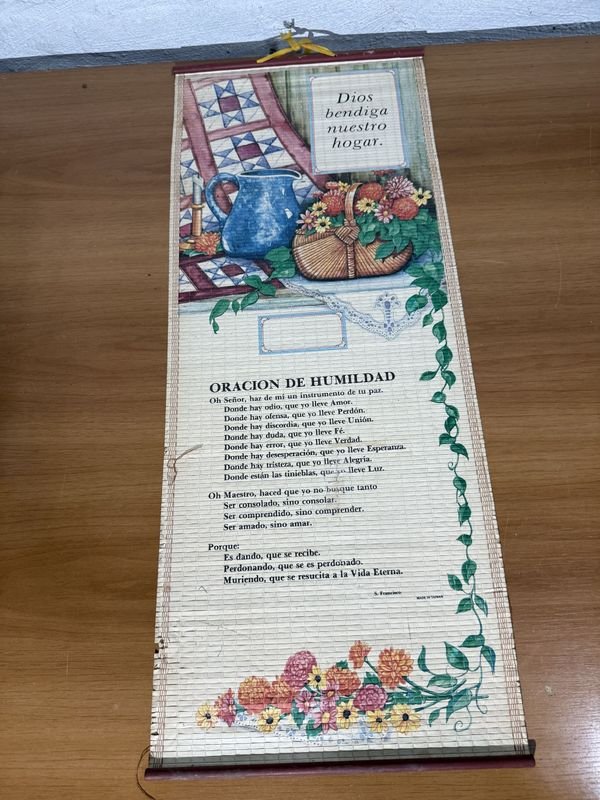 Dios
bendiga
nuestro
hogar.
ORACION DE HUMILDAD
Oh Señor, haz de mi un instrumento de tu paz.
Donde hay odio, que yo lleve Amor.
Donde hay ofensa, que yo lleve Perdón.
Donde hay discordia, que yo lleve Unión.
Donde hay duda, que yo lleve Fé.
Donde hay error, que yo lleve Verdad.
Donde hay desesperación, que yo lleve Esperanza.
Donde hay tristeza, que yo lleve Alegria.
Donde están las tinieblas, que yo lleve Luz.
Oh Maestro, haced que yo no busque tanto
Ser consolado, sino consolar.
Ser comprendido, sino comprender.
Ser amado, sino amar.
Porque:
Es dando, que se recibe.
Perdonando, que se es perdonado.
Muriendo, que se resucita a la Vida Eterna.
S. Francisco
MADE IN TAIWAN